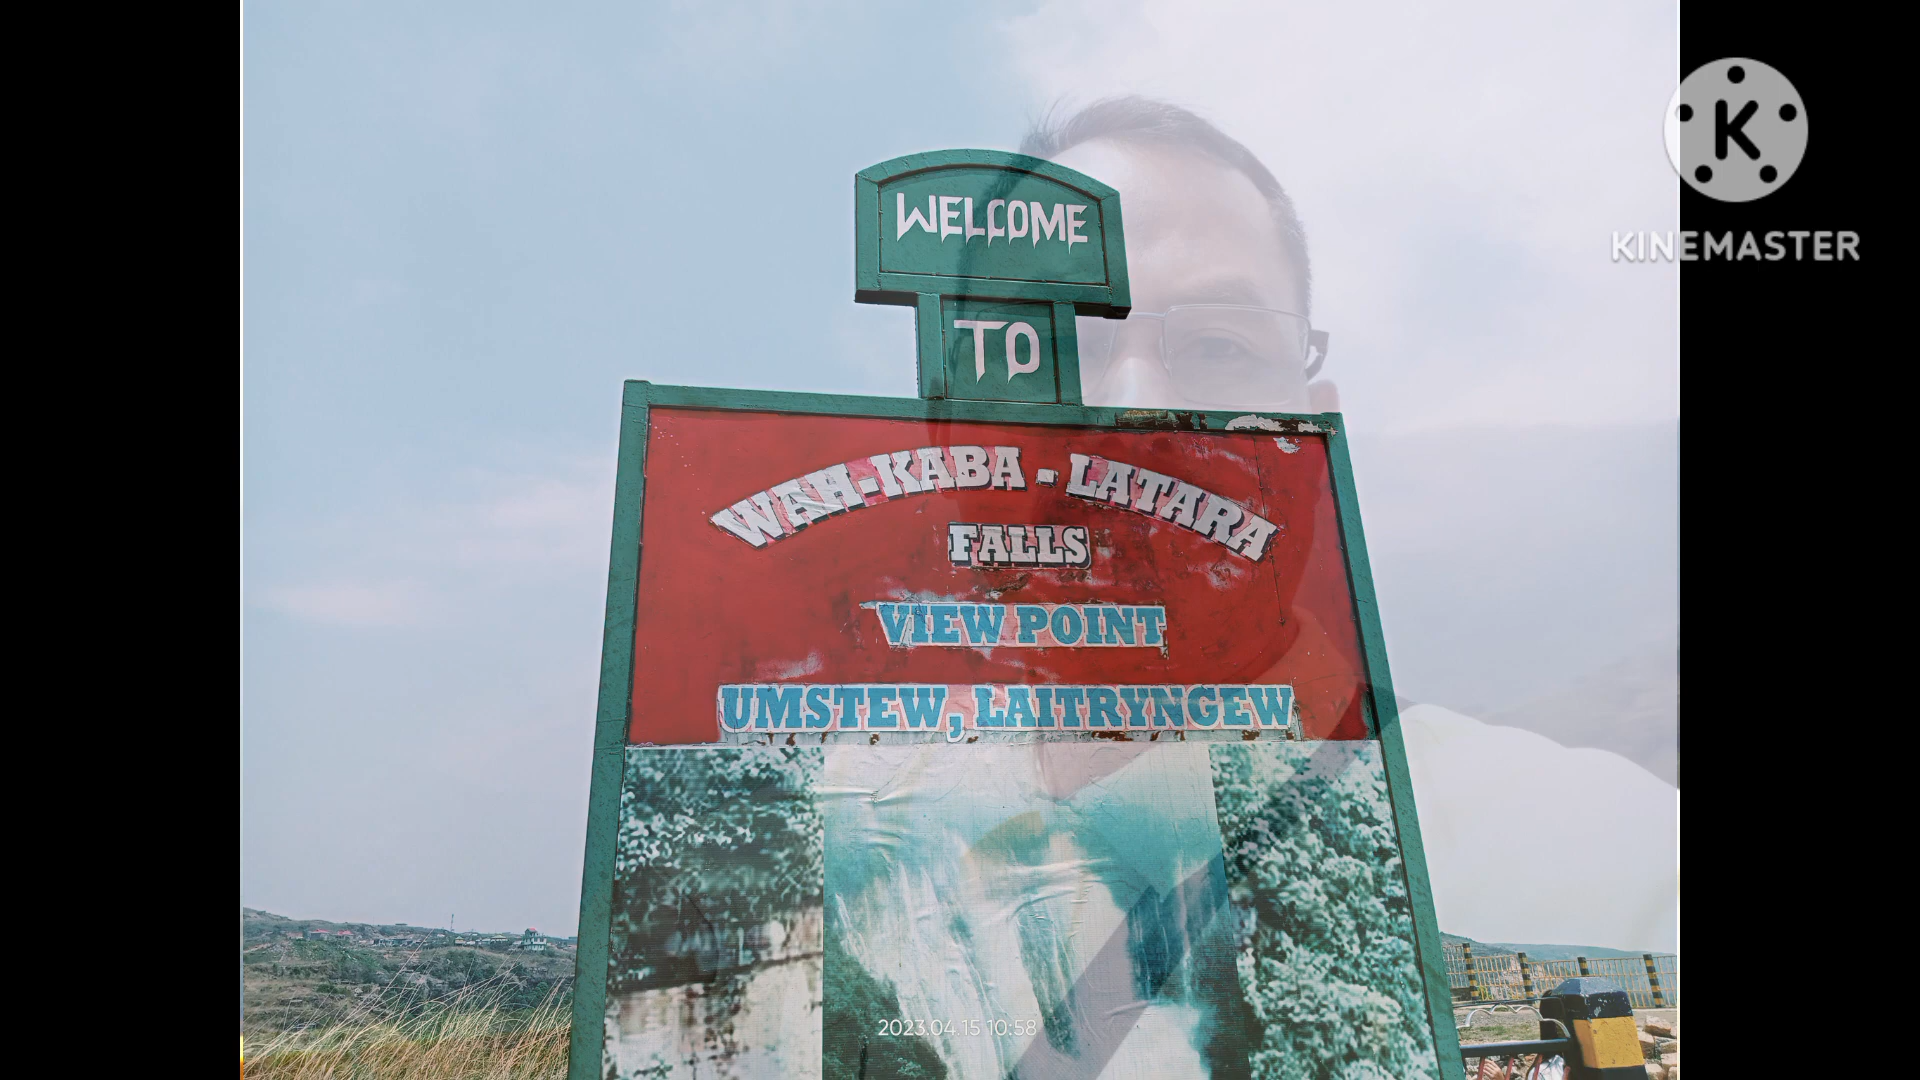 WELCOME
TO
WAH-KABA - LATARA
FALLS
VIEW POINT
UMSTEW, LAITRYNGEW
2023.04.15 10:58
K
KINEMASTER